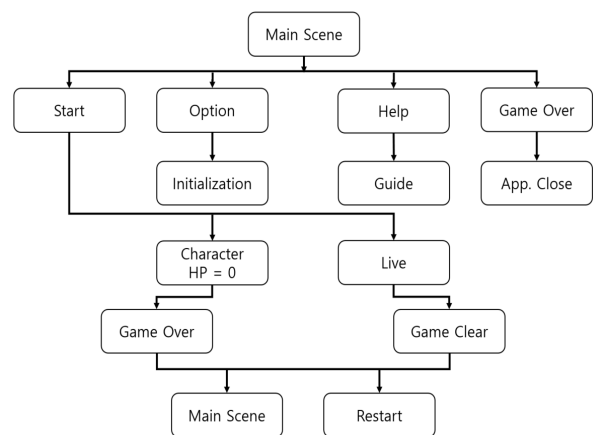 Main Scene
Start
Option
Help
Game Over
Initialization
Guide
App. Close
Character
HP = 0
Live
Game Over
Game Clear
Main Scene
Restart